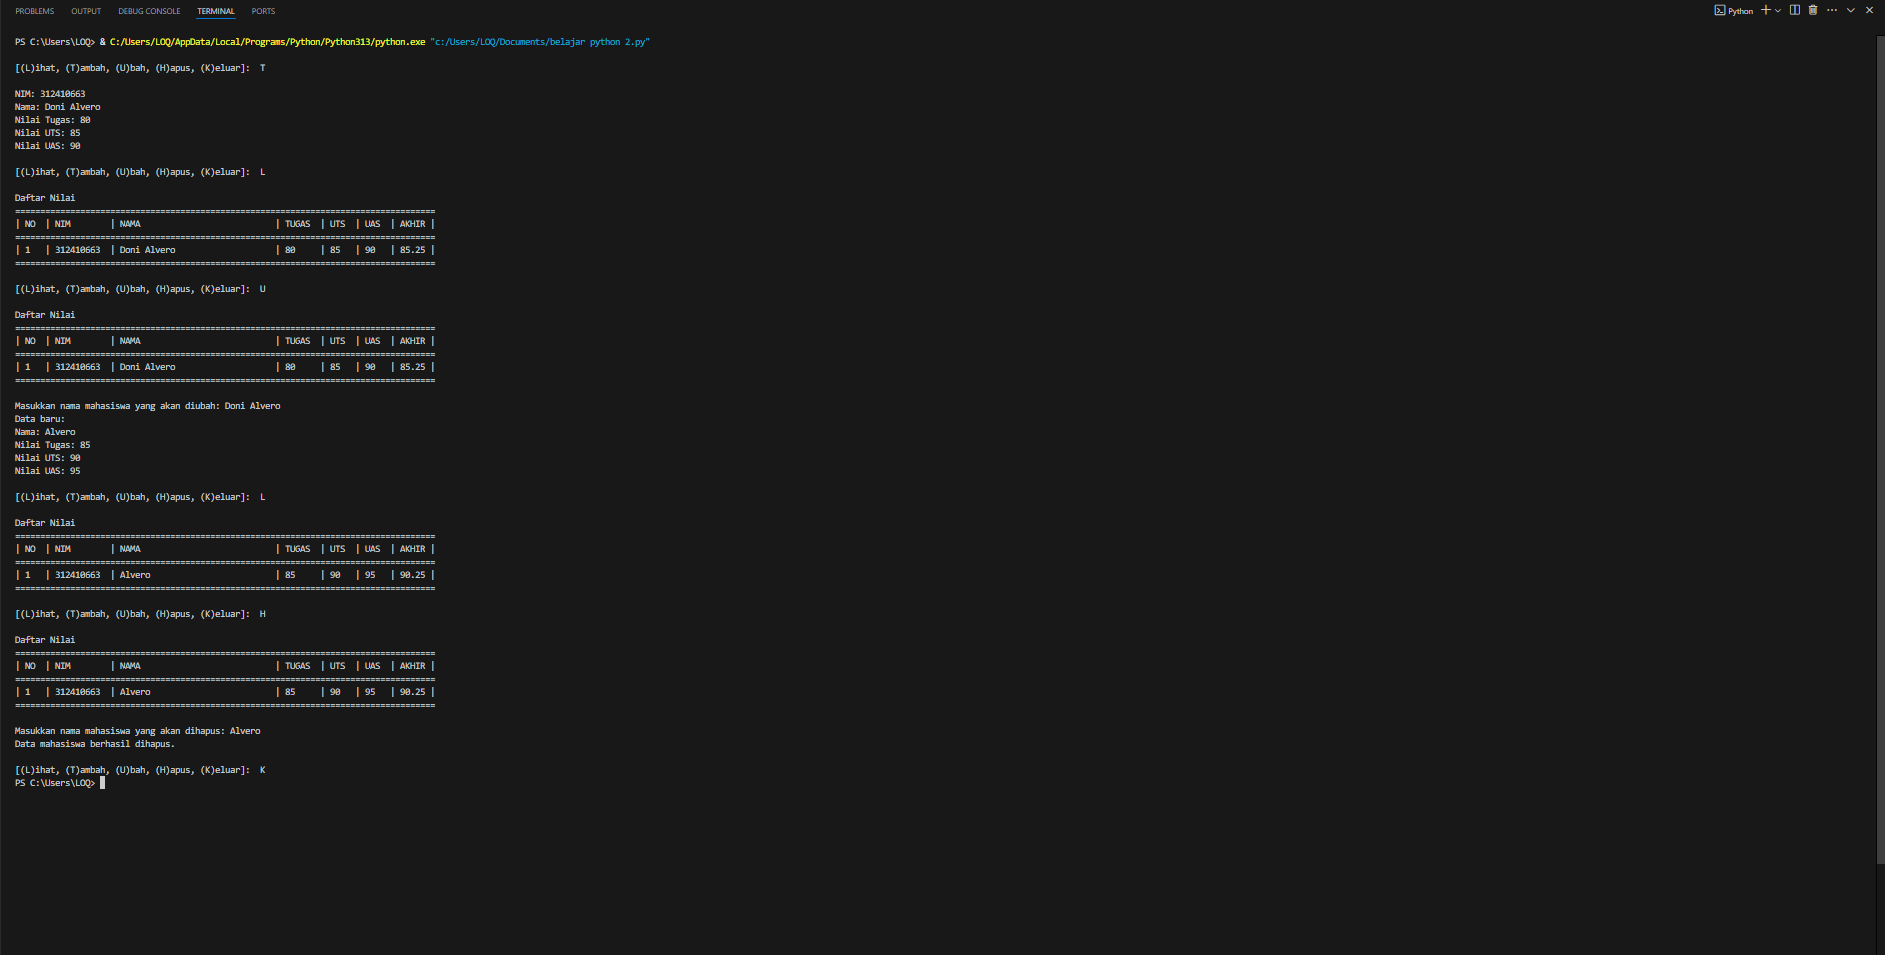 PROBLEMS OUTPUT DEBUG CONSOLE TERMINAL PORTS Python
PS C:\Users\LOQ> & C:/Users/LOQ/AppData/Local/Programs/Python/Python313/python.exe "c:/Users/LOQ/Documents/belajar python 2.py"
[(L)ihat, (T)ambah, (U)bah, (H)apus, (K)eluar]:  T
NIM: 312410663
Nama: Doni Alvero
Nilai Tugas: 80
Nilai UTS: 85
Nilai UAS: 90
[(L)ihat, (T)ambah, (U)bah, (H)apus, (K)eluar]:  L
Daftar Nilai
====================================================================================
| NO  | NIM        | NAMA                           | TUGAS  | UTS  | UAS  | AKHIR |
====================================================================================
| 1   | 312410663  | Doni Alvero                    | 80     | 85   | 90   | 85.25 |
====================================================================================
[(L)ihat, (T)ambah, (U)bah, (H)apus, (K)eluar]:  U
Daftar Nilai
====================================================================================
| NO  | NIM        | NAMA                           | TUGAS  | UTS  | UAS  | AKHIR |
====================================================================================
| 1   | 312410663  | Doni Alvero                    | 80     | 85   | 90   | 85.25 |
====================================================================================
Masukkan nama mahasiswa yang akan diubah: Doni Alvero
Data baru:
Nama: Alvero
Nilai Tugas: 85
Nilai UTS: 90
Nilai UAS: 95
[(L)ihat, (T)ambah, (U)bah, (H)apus, (K)eluar]:  L
Daftar Nilai
====================================================================================
| NO  | NIM        | NAMA                           | TUGAS  | UTS  | UAS  | AKHIR |
====================================================================================
| 1   | 312410663  | Alvero                         | 85     | 90   | 95   | 90.25 |
====================================================================================
[(L)ihat, (T)ambah, (U)bah, (H)apus, (K)eluar]:  H
Daftar Nilai
====================================================================================
| NO  | NIM        | NAMA                           | TUGAS  | UTS  | UAS  | AKHIR |
====================================================================================
| 1   | 312410663  | Alvero                         | 85     | 90   | 95   | 90.25 |
====================================================================================
Masukkan nama mahasiswa yang akan dihapus: Alvero
Data mahasiswa berhasil dihapus.
[(L)ihat, (T)ambah, (U)bah, (H)apus, (K)eluar]:  K
PS C:\Users\LOQ>